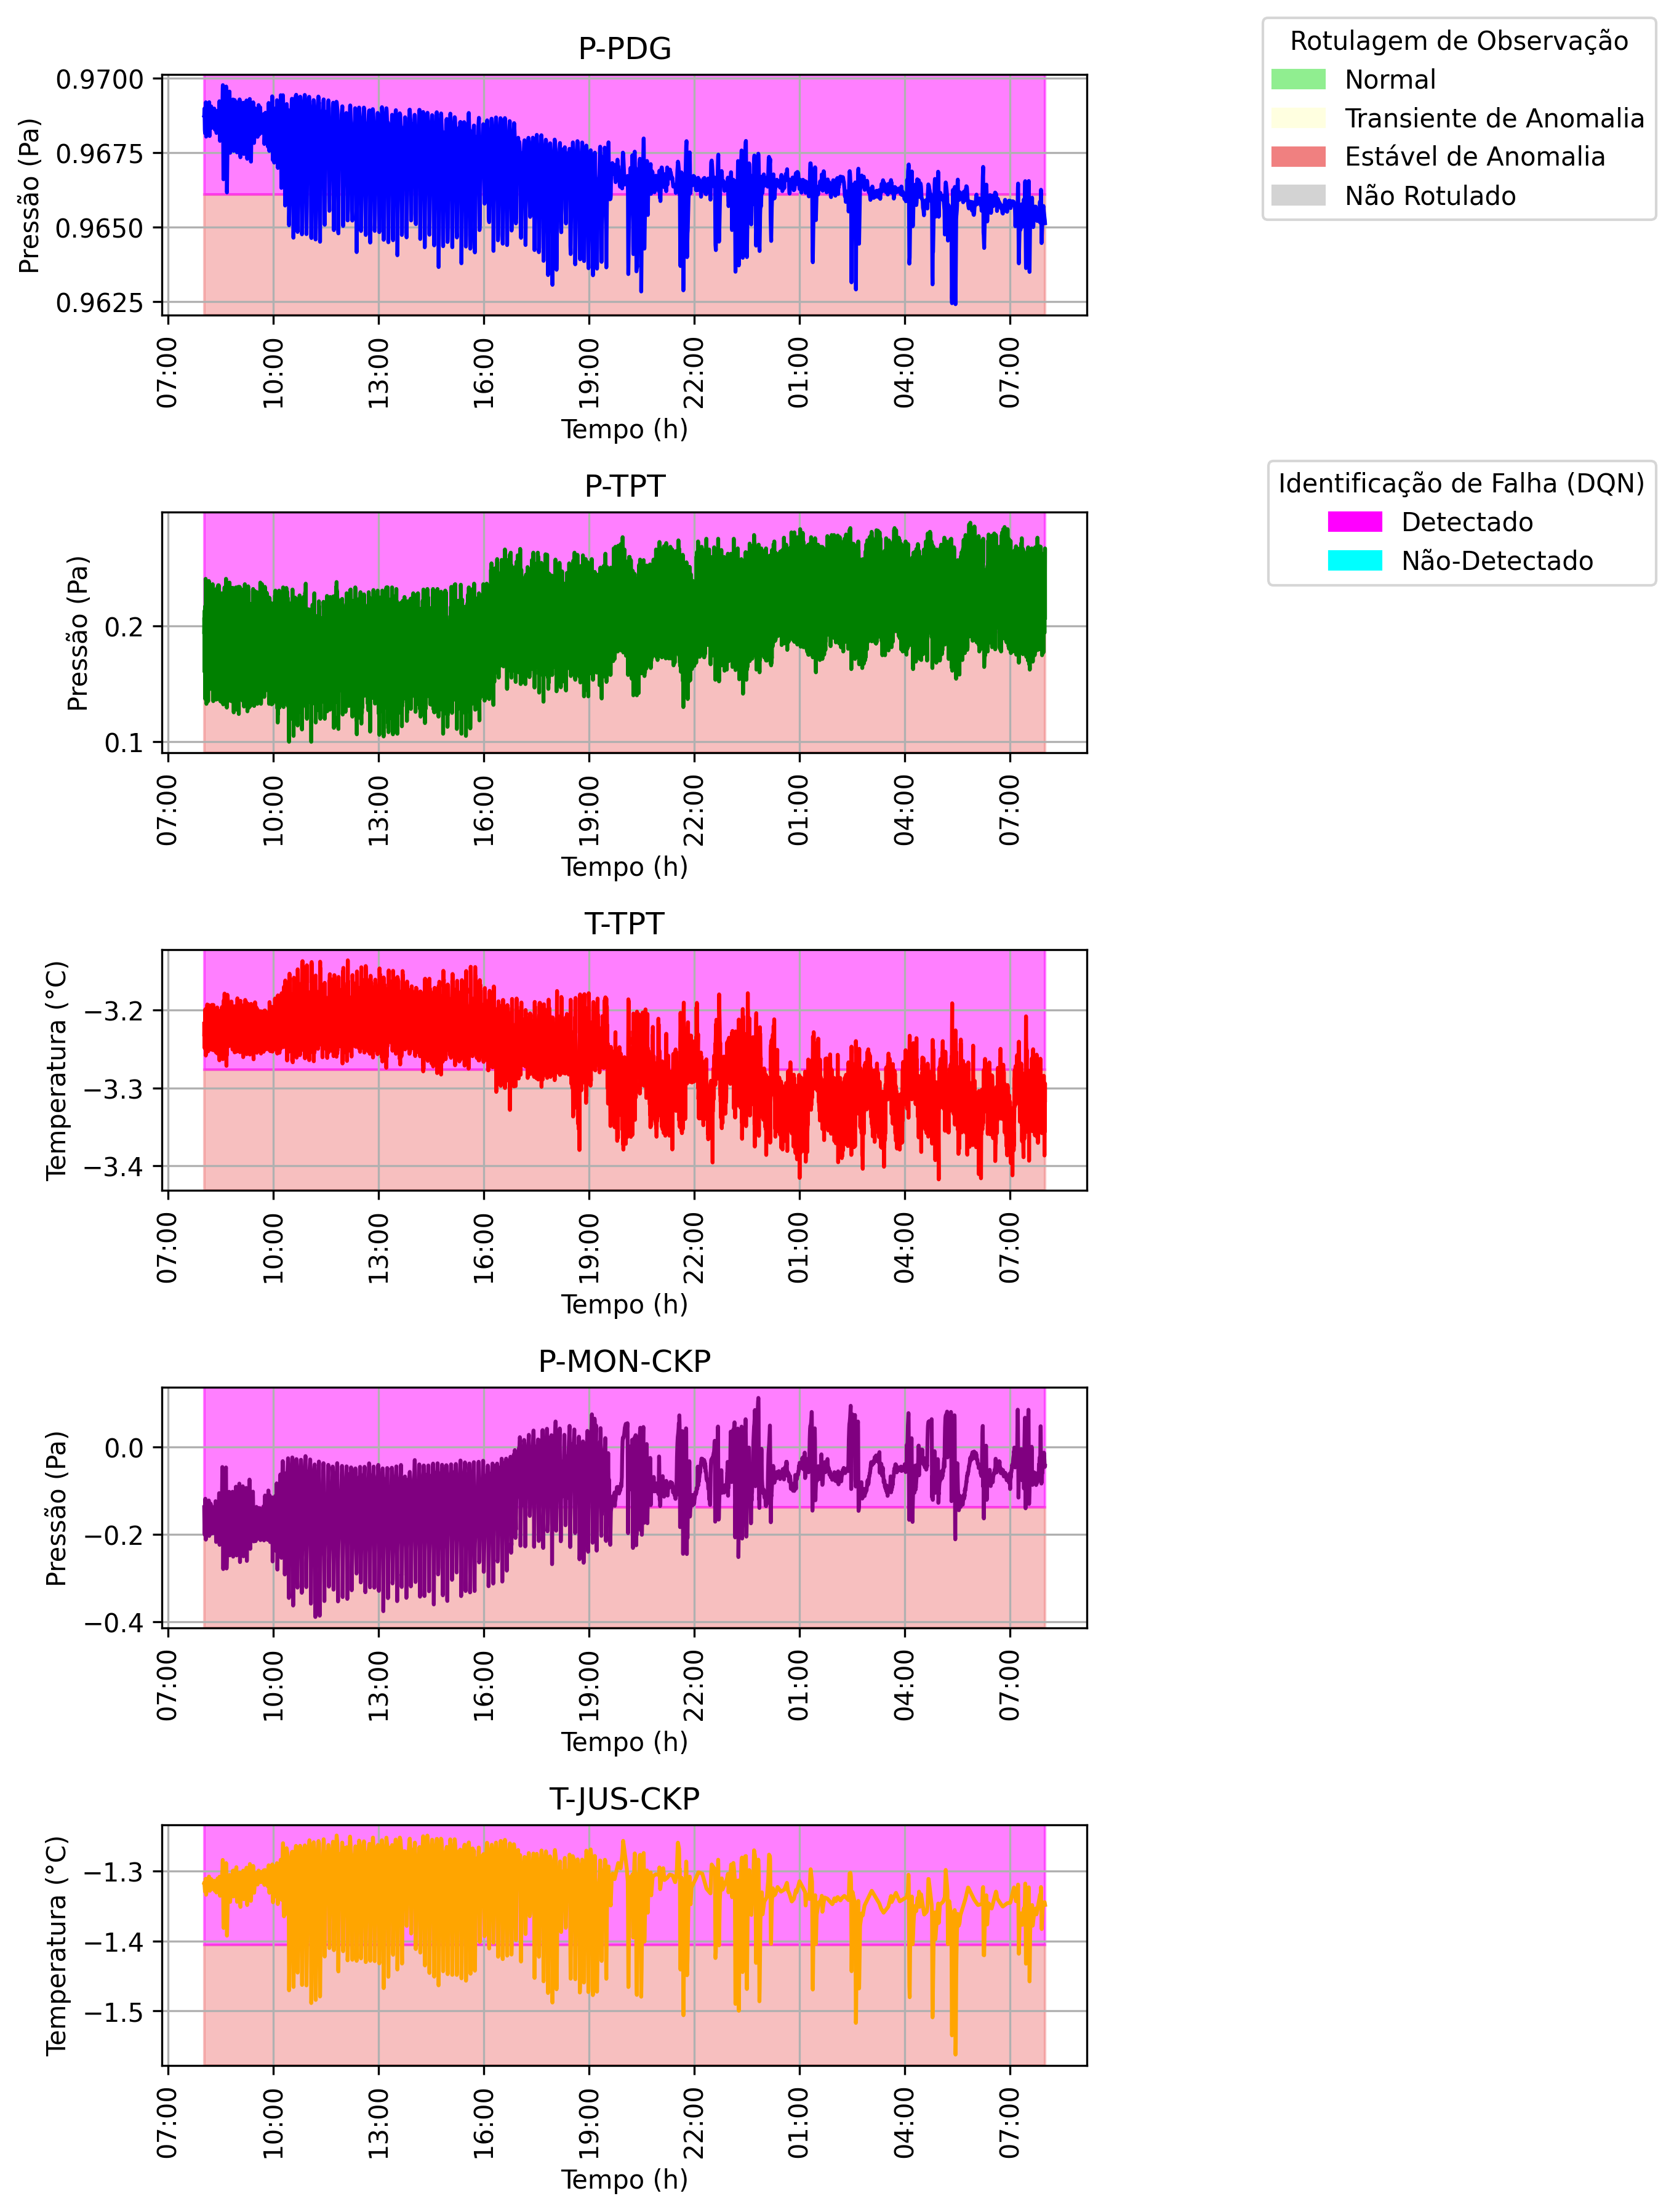 P-PDG
Rotulagem de Observação
Normal
Transiente de Anomalia
Estável de Anomalia
Não Rotulado
Pressão (Pa)
0.9700
0.9675
0.9650
0.9625
07:00 10:00 13:00 16:00 19:00 22:00 01:00 04:00 07:00
Tempo (h)
P-TPT
Identificação de Falha (DQN)
Detectado
Não-Detectado
Pressão (Pa)
0.2
0.1
07:00 10:00 13:00 16:00 19:00 22:00 01:00 04:00 07:00
Tempo (h)
T-TPT
Temperatura (°C)
−3.2
−3.3
−3.4
07:00 10:00 13:00 16:00 19:00 22:00 01:00 04:00 07:00
Tempo (h)
P-MON-CKP
Pressão (Pa)
0.0
−0.2
−0.4
07:00 10:00 13:00 16:00 19:00 22:00 01:00 04:00 07:00
Tempo (h)
T-JUS-CKP
Temperatura (°C)
−1.3
−1.4
−1.5
07:00 10:00 13:00 16:00 19:00 22:00 01:00 04:00 07:00
Tempo (h)